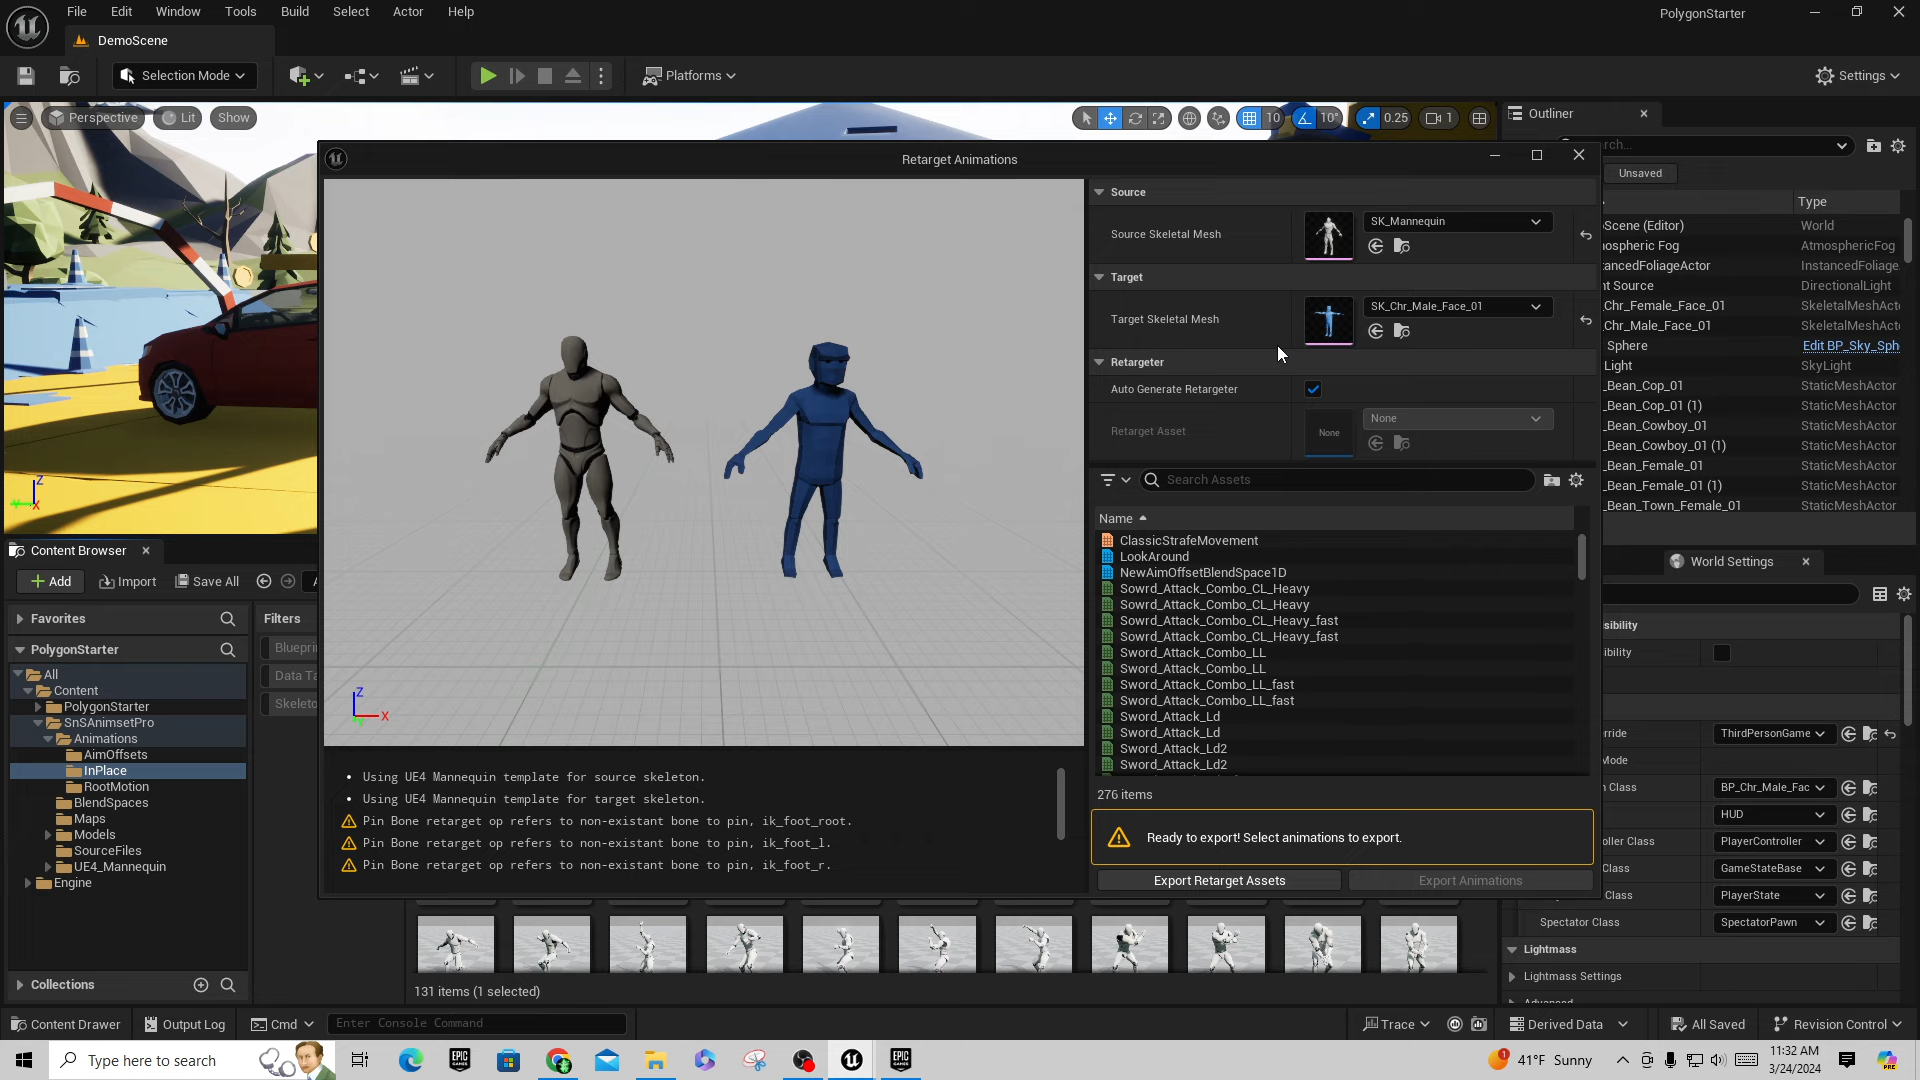 File Edit Window Tools Build Select Actor Help
PolygonStarter
DemoScene
Selection Mode
Platforms
Settings
Perspective
Lit
Show
10
10°
0.25
1
Outliner
Retarget Animations
Unsaved
Type
Source
Source Skeletal Mesh
SK_Mannequin
Target
Target Skeletal Mesh
SK_Chr_Male_Face_01
Retargeter
Auto Generate Retargeter
Retarget Asset
None
None
Search Assets
Name
ClassicStrafeMovement
LookAround
NewAimOffsetBlendSpace1D
Sowrd_Attack_Combo_CL_Heavy
Sowrd_Attack_Combo_CL_Heavy
Sowrd_Attack_Combo_CL_Heavy_fast
Sowrd_Attack_Combo_CL_Heavy_fast
Sword_Attack_Combo_LL
Sword_Attack_Combo_LL
Sword_Attack_Combo_LL_fast
Sword_Attack_Combo_LL_fast
Sword_Attack_Ld
Sword_Attack_Ld
Sword_Attack_Ld2
Sword_Attack_Ld2
276 items
Ready to export! Select animations to export.
Export Retarget Assets
Export Animations
Z
X
Y
• Using UE4 Mannequin template for source skeleton.
• Using UE4 Mannequin template for target skeleton.
Pin Bone retarget op refers to non-existant bone to pin, ik_foot_root.
Pin Bone retarget op refers to non-existant bone to pin, ik_foot_l.
Pin Bone retarget op refers to non-existant bone to pin, ik_foot_r.
oScene (Editor) World
nospheric Fog AtmosphericFog
tancedFoliageActor InstancedFoliage
nt Source DirectionalLight
Chr_Female_Face_01 SkeletalMeshAct
Chr_Male_Face_01 SkeletalMeshAct
Sphere Edit BP_Sky_Sph
Light SkyLight
_Bean_Cop_01 StaticMeshActor
_Bean_Cop_01 (1) StaticMeshActor
_Bean_Cowboy_01 StaticMeshActor
_Bean_Cowboy_01 (1) StaticMeshActor
_Bean_Female_01 StaticMeshActor
_Bean_Female_01 (1) StaticMeshActor
_Bean_Town_Female_01 StaticMeshActor
Z
Y
X
Content Browser
Add
Import
Save All
Favorites
PolygonStarter
All
Content
PolygonStarter
SnSAnimsetPro
Animations
AimOffsets
InPlace
RootMotion
BlendSpaces
Maps
Models
SourceFiles
UE4_Mannequin
Engine
Collections
Filters
Blueprin
Data Ta
Skeleto
131 items (1 selected)
World Settings
sibility
ibility
rride ThirdPersonGame
Mode
n Class BP_Chr_Male_Fac
HUD
oller Class PlayerController
Class GameStateBase
Class PlayerState
Spectator Class SpectatorPawn
Lightmass
Lightmass Settings
Advanced
Content Drawer
Output Log
Cmd
Enter Console Command
Trace
Derived Data
All Saved
Revision Control
Type here to search
41°F Sunny
11:32 AM
3/24/2024